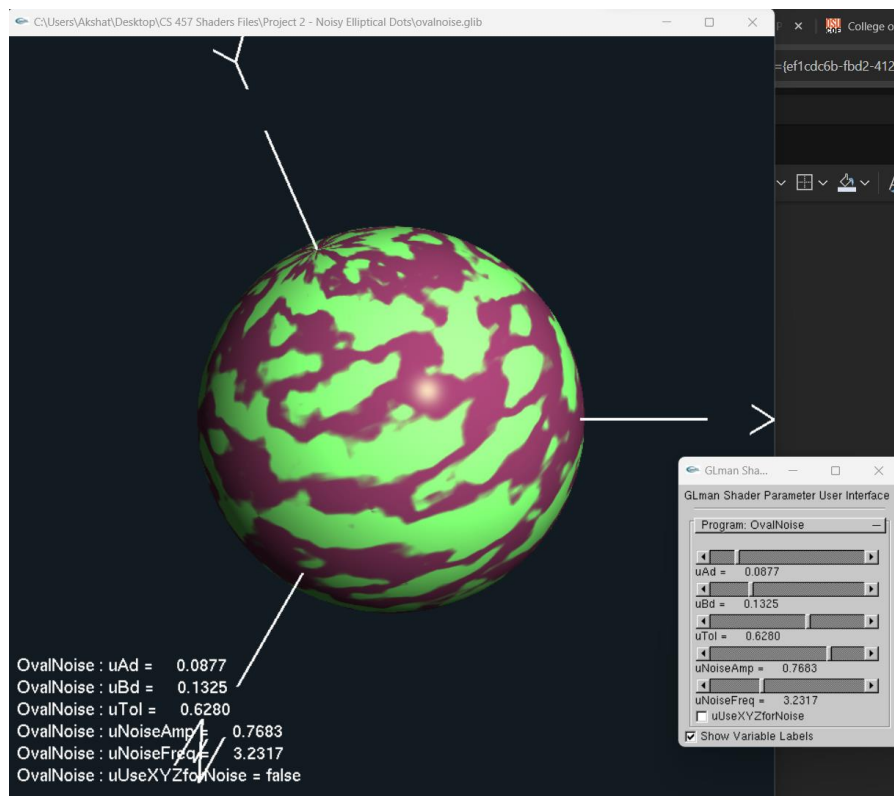 C:\Users\Akshat\Desktop\CS 457 Shaders Files\Project 2 - Noisy Elliptical Dots\ovalnoise.glib
College o
={ef1cdc6b-fbd2-412
Y
X
GLman Sha...
GLman Shader Parameter User Interface
Program: OvalNoise
uAd = 0.0877
uBd = 0.1325
uTol = 0.6280
uNoiseAmp = 0.7683
uNoiseFreq = 3.2317
uUseXYZforNoise
Show Variable Labels
OvalNoise : uAd = 0.0877
OvalNoise : uBd = 0.1325
OvalNoise : uTol = 0.6280
OvalNoise : uNoiseAmp = 0.7683
OvalNoise : uNoiseFreq = 3.2317
OvalNoise : uUseXYZforNoise = false